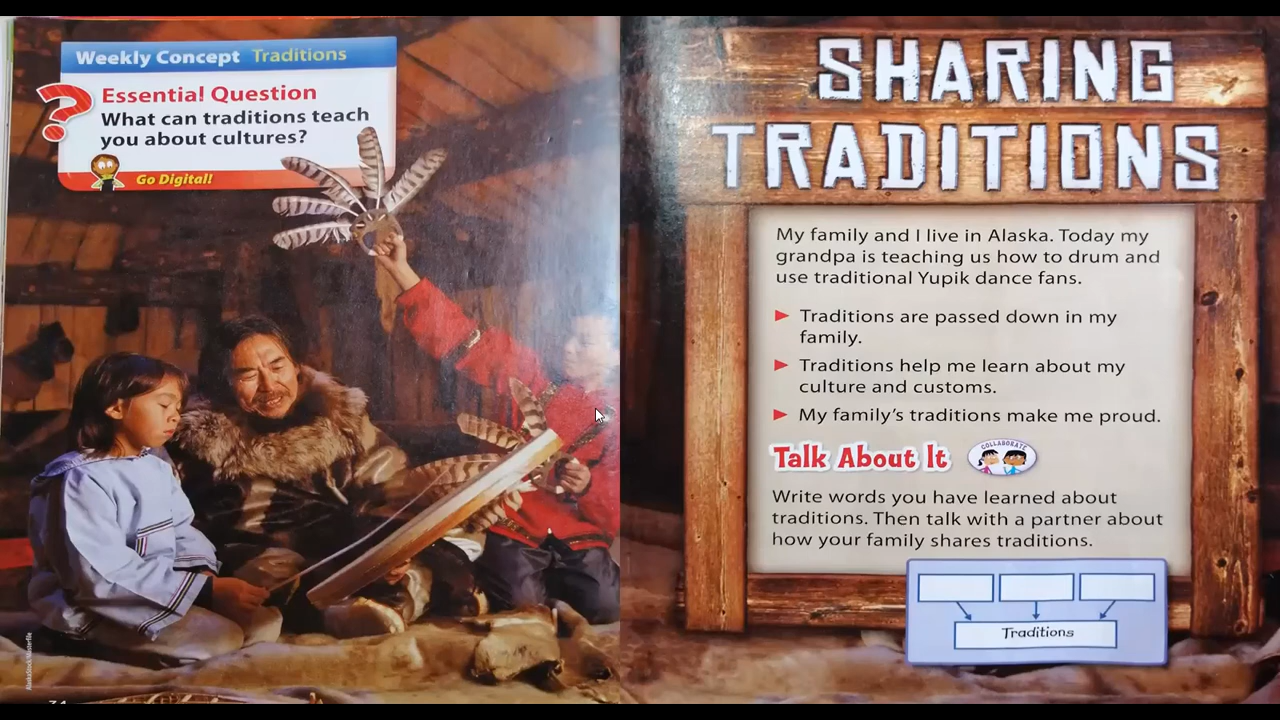 Weekly Concept Traditions
? Essential Question
What can traditions teach
you about cultures?
Go Digital!
SHARING
TRADITIONS
My family and I live in Alaska. Today my
grandpa is teaching us how to drum and
use traditional Yupik dance fans.
Traditions are passed down in my
family.
Traditions help me learn about my
culture and customs.
My family's traditions make me proud.
Talk About It
COLLABORATE
Write words you have learned about
traditions. Then talk with a partner about
how your family shares traditions.
Traditions